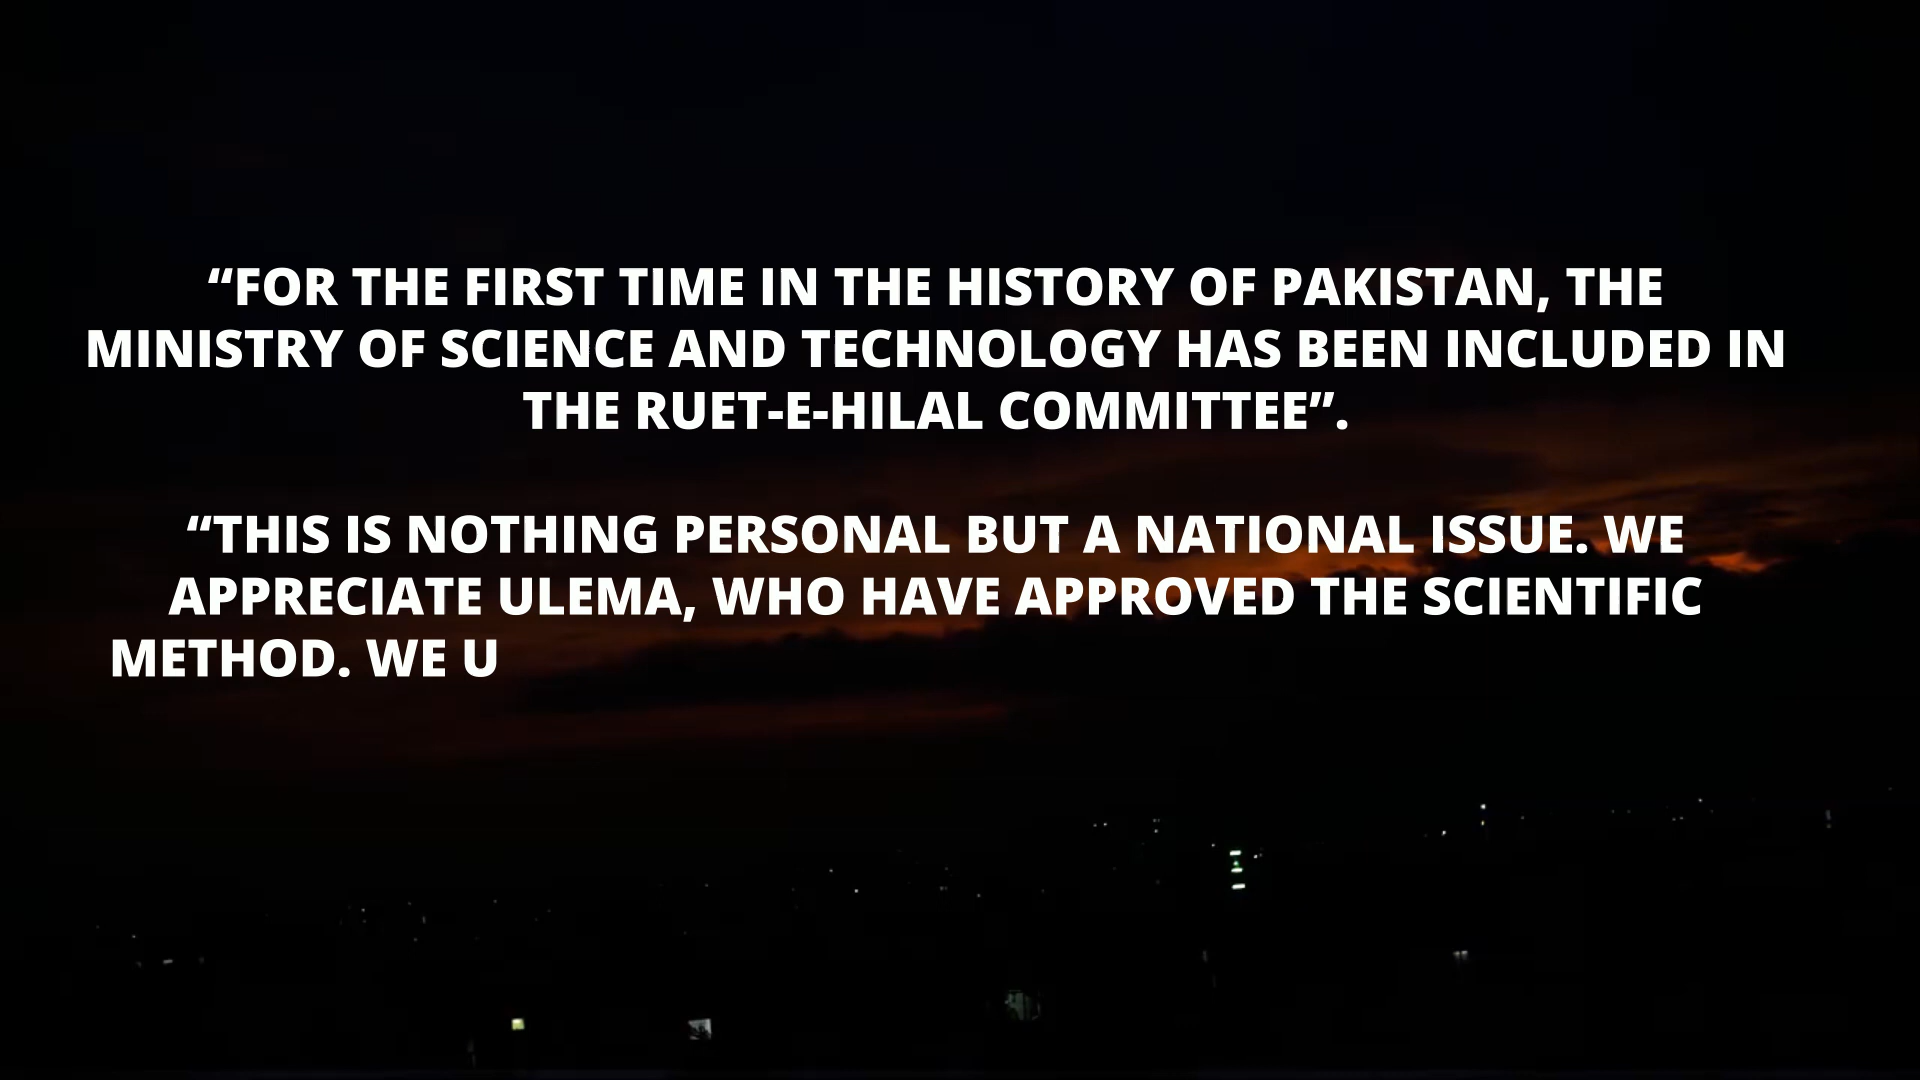 “FOR THE FIRST TIME IN THE HISTORY OF PAKISTAN, THE
MINISTRY OF SCIENCE AND TECHNOLOGY HAS BEEN INCLUDED IN
THE RUET-E-HILAL COMMITTEE”.
“THIS IS NOTHING PERSONAL BUT A NATIONAL ISSUE. WE
APPRECIATE ULEMA, WHO HAVE APPROVED THE SCIENTIFIC
METHOD. WE U